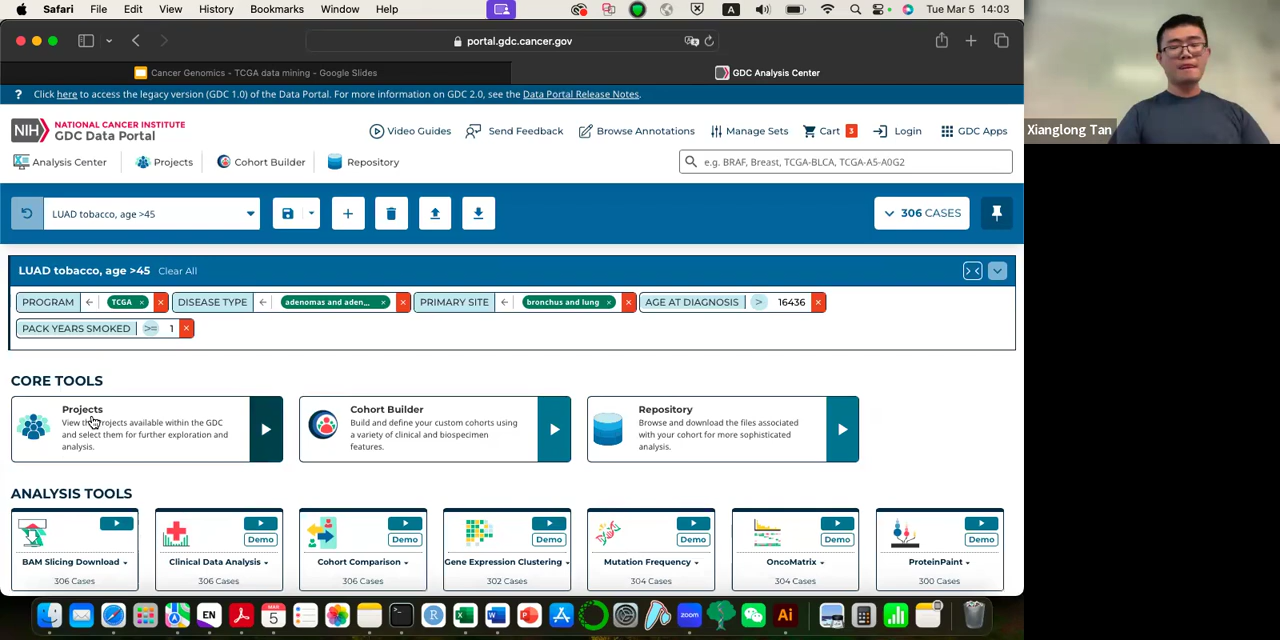 Safari File Edit View History Bookmarks Window Help A Tue Mar 5 14:03
portal.gdc.cancer.gov
Cancer Genomics - TCGA data mining - Google Slides GDC Analysis Center
? Click here to access the legacy version (GDC 1.0) of the Data Portal. For more information on GDC 2.0, see the Data Portal Release Notes.
NIH NATIONAL CANCER INSTITUTE
GDC Data Portal
Video Guides Send Feedback Browse Annotations Manage Sets Cart 3 Login GDC Apps
Xianglong Tan
Analysis Center Projects Cohort Builder Repository e.g. BRAF, Breast, TCGA-BLCA, TCGA-A5-A0G2
LUAD tobacco, age >45 306 CASES
LUAD tobacco, age >45 Clear All
PROGRAM TCGA × DISEASE TYPE adenomas and aden... × PRIMARY SITE bronchus and lung × AGE AT DIAGNOSIS > 16436
PACK YEARS SMOKED >= 1
CORE TOOLS
Projects
View the Projects available within the GDC
and select them for further exploration and
analysis.
Cohort Builder
Build and define your custom cohorts using
a variety of clinical and biospecimen
features.
Repository
Browse and download the files associated
with your cohort for more sophisticated
analysis.
ANALYSIS TOOLS
Demo Demo Demo Demo Demo Demo
BAM Slicing Download Clinical Data Analysis Cohort Comparison Gene Expression Clustering Mutation Frequency OncoMatrix ProteinPaint
306 Cases 306 Cases 306 Cases 302 Cases 304 Cases 304 Cases 300 Cases
MAR 5 EN R X W P zoom Ai